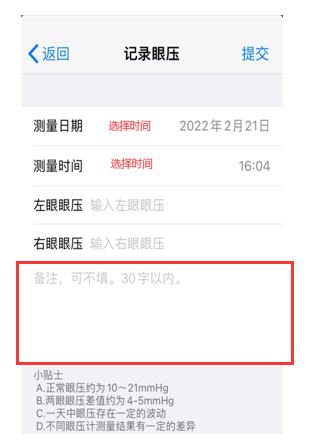 返回 记录眼压 提交
测量日期 选择时间 2022年2月21日
测量时间 选择时间 16:04
左眼眼压 输入左眼眼压
右眼眼压 输入右眼眼压
备注，可不填。30字以内。
小贴士
A.正常眼压约为10～21mmHg
B.两眼眼压差值约为4-5mmHg
C.一天中眼压存在一定的波动
D.不同眼压计测量结果有一定的差异